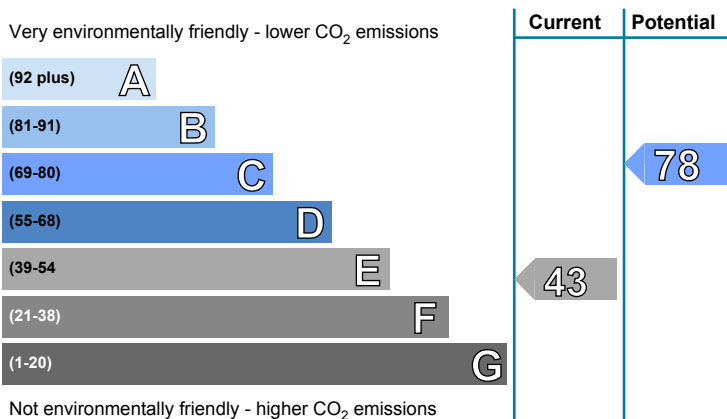 Very environmentally friendly - lower CO2 emissions
Current
Potential
(92 plus) A
(81-91) B
(69-80) C
78
(55-68) D
(39-54 E
43
(21-38) F
(1-20) G
Not environmentally friendly - higher CO2 emissions